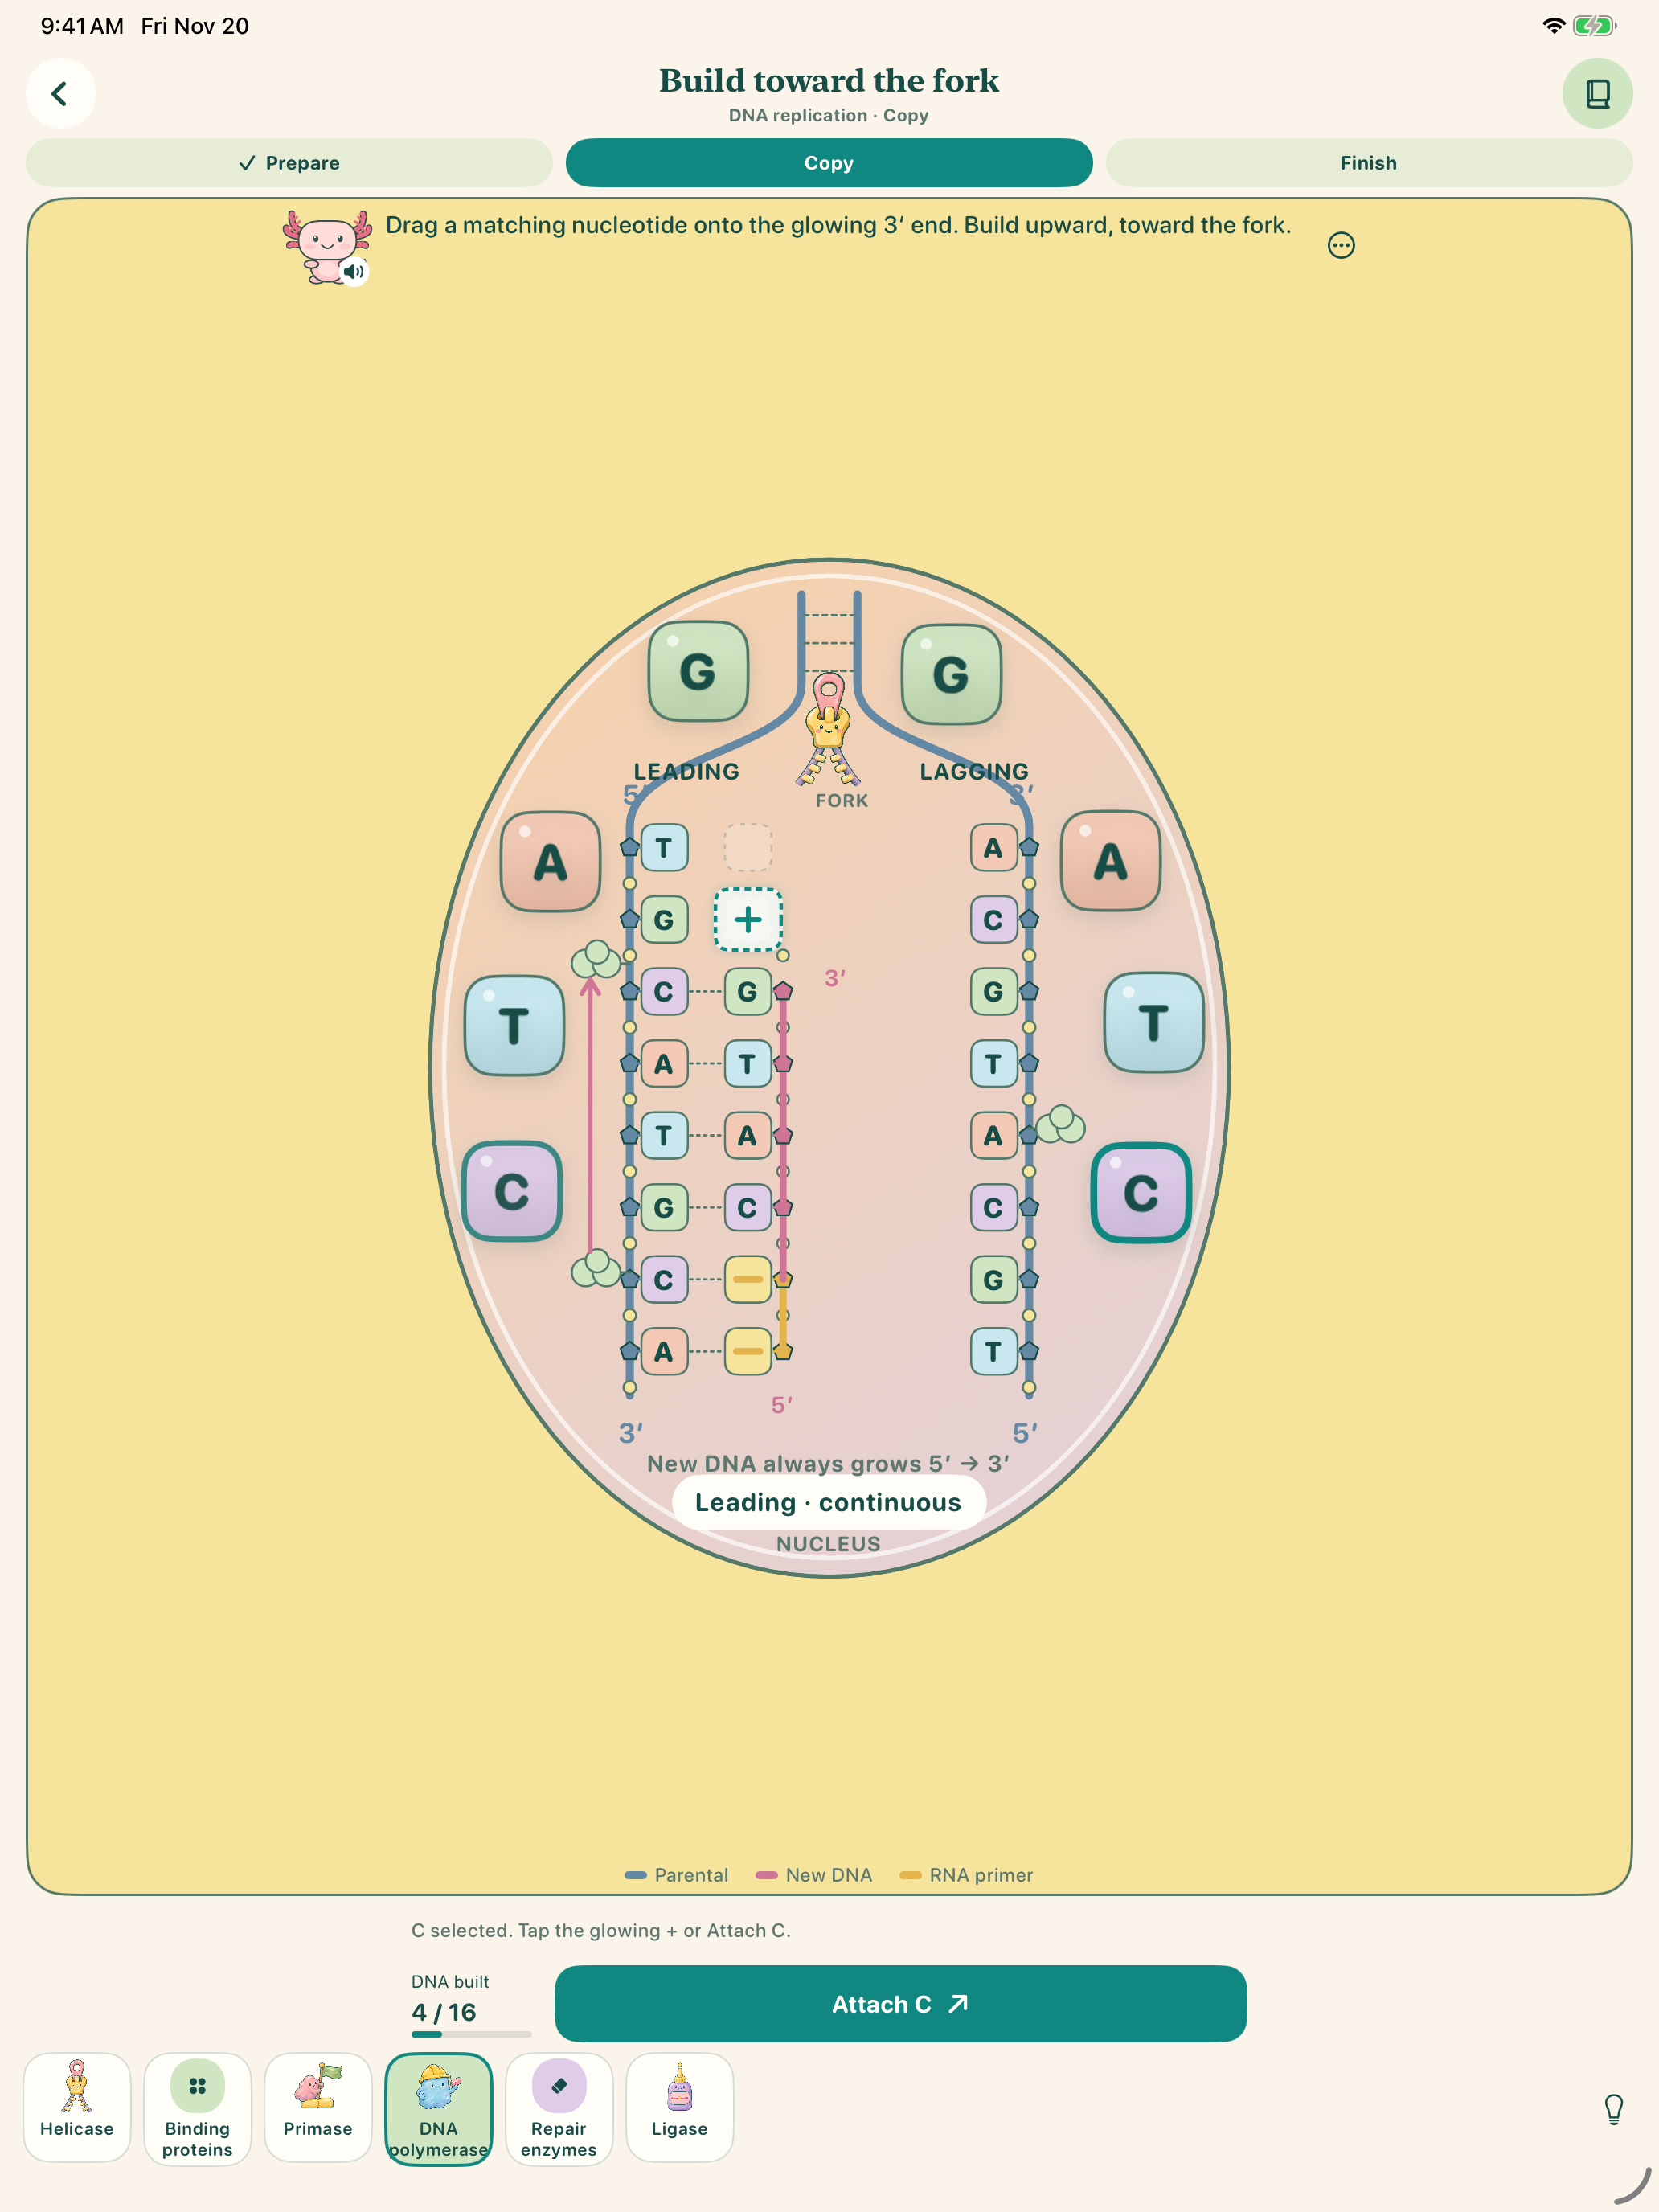 9:41 AM Fri Nov 20
Build toward the fork
DNA replication · Copy
Prepare
Copy
Finish
Drag a matching nucleotide onto the glowing 3′ end. Build upward, toward the fork.
G
G
LEADING
LAGGING
5′
3′
FORK
A
T
A
A
G
+
C
C
G
3′
G
T
A
T
T
T
T
A
A
C
G
C
C
C
C
G
A
T
5′
3′
5′
New DNA always grows 5′ → 3′
Leading · continuous
NUCLEUS
Parental
New DNA
RNA primer
C selected. Tap the glowing + or Attach C.
DNA built
4 / 16
Attach C
Helicase
Binding proteins
Primase
DNA polymerase
Repair enzymes
Ligase